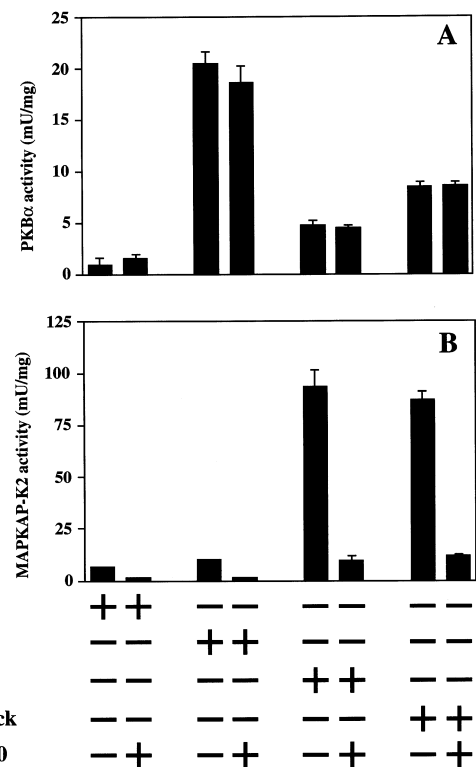 25
A
20
15
10
5
0
PKBα activity (mU/mg)
125
B
100
75
50
25
0
MAPKAP-K2 activity (mU/mg)
+ + − − − − − −
− − + + − − − −
− − − − + + − −
ck − − − − − − + +
0 − + − + − + − +